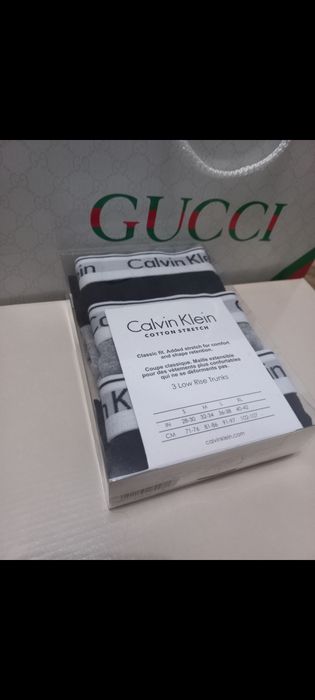 GUCCI
in Calvin Klein
Calvin Klein
COTTON STRETCH
Classic fit. Added stretch for comfort
and shape retention.
Coupe classique. Maille extensible
pour des vêtements plus confortables
qui ne se déforments pas.
3 Low Rise Trunks
S M L XL
IN 28-30 32-34 36-38 40-42
CM 71-76 81-86 91-97 102-107
calvinklein.com
n K